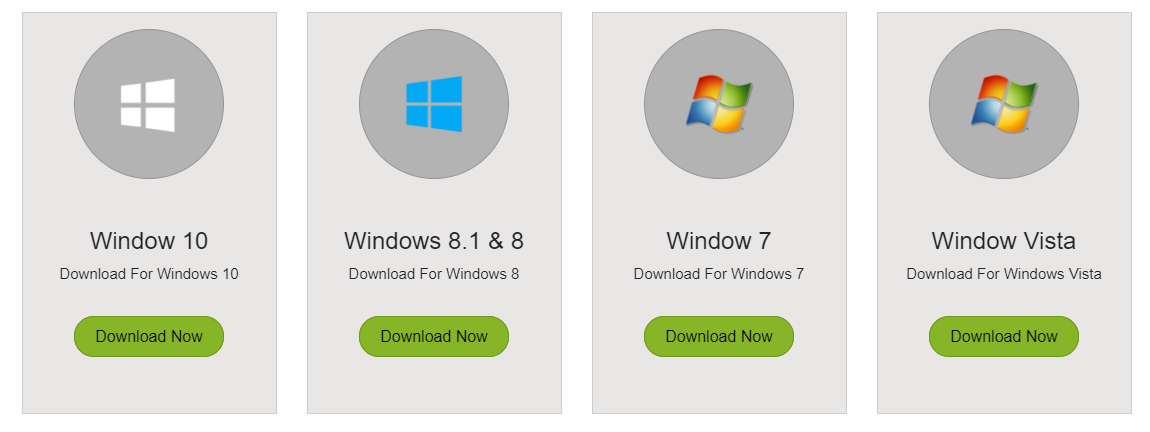 Window 10
Download For Windows 10
Download Now
Windows 8.1 & 8
Download For Windows 8
Download Now
Window 7
Download For Windows 7
Download Now
Window Vista
Download For Windows Vista
Download Now